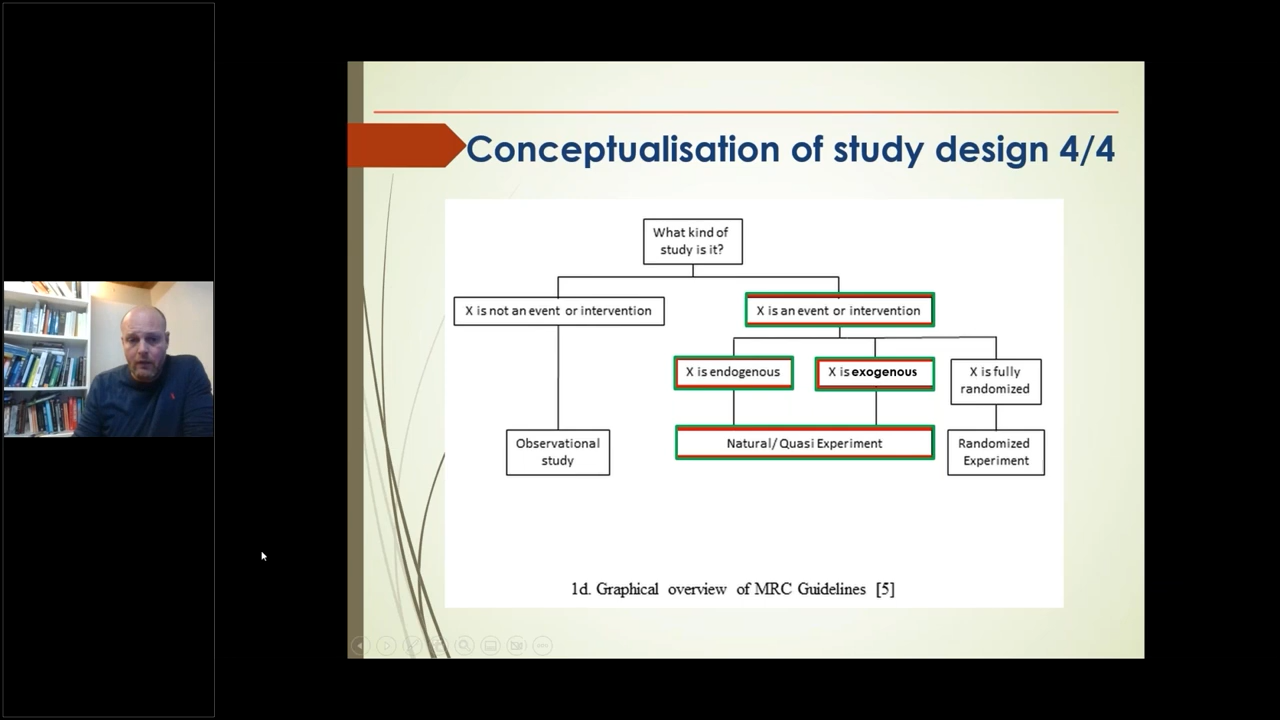 Conceptualisation of study design 4/4
What kind of
study is it?
X is not an event or intervention
X is an event or intervention
X is endogenous
X is exogenous
X is fully
randomized
Observational
study
Natural/ Quasi Experiment
Randomized
Experiment
1d. Graphical overview of MRC Guidelines [5]